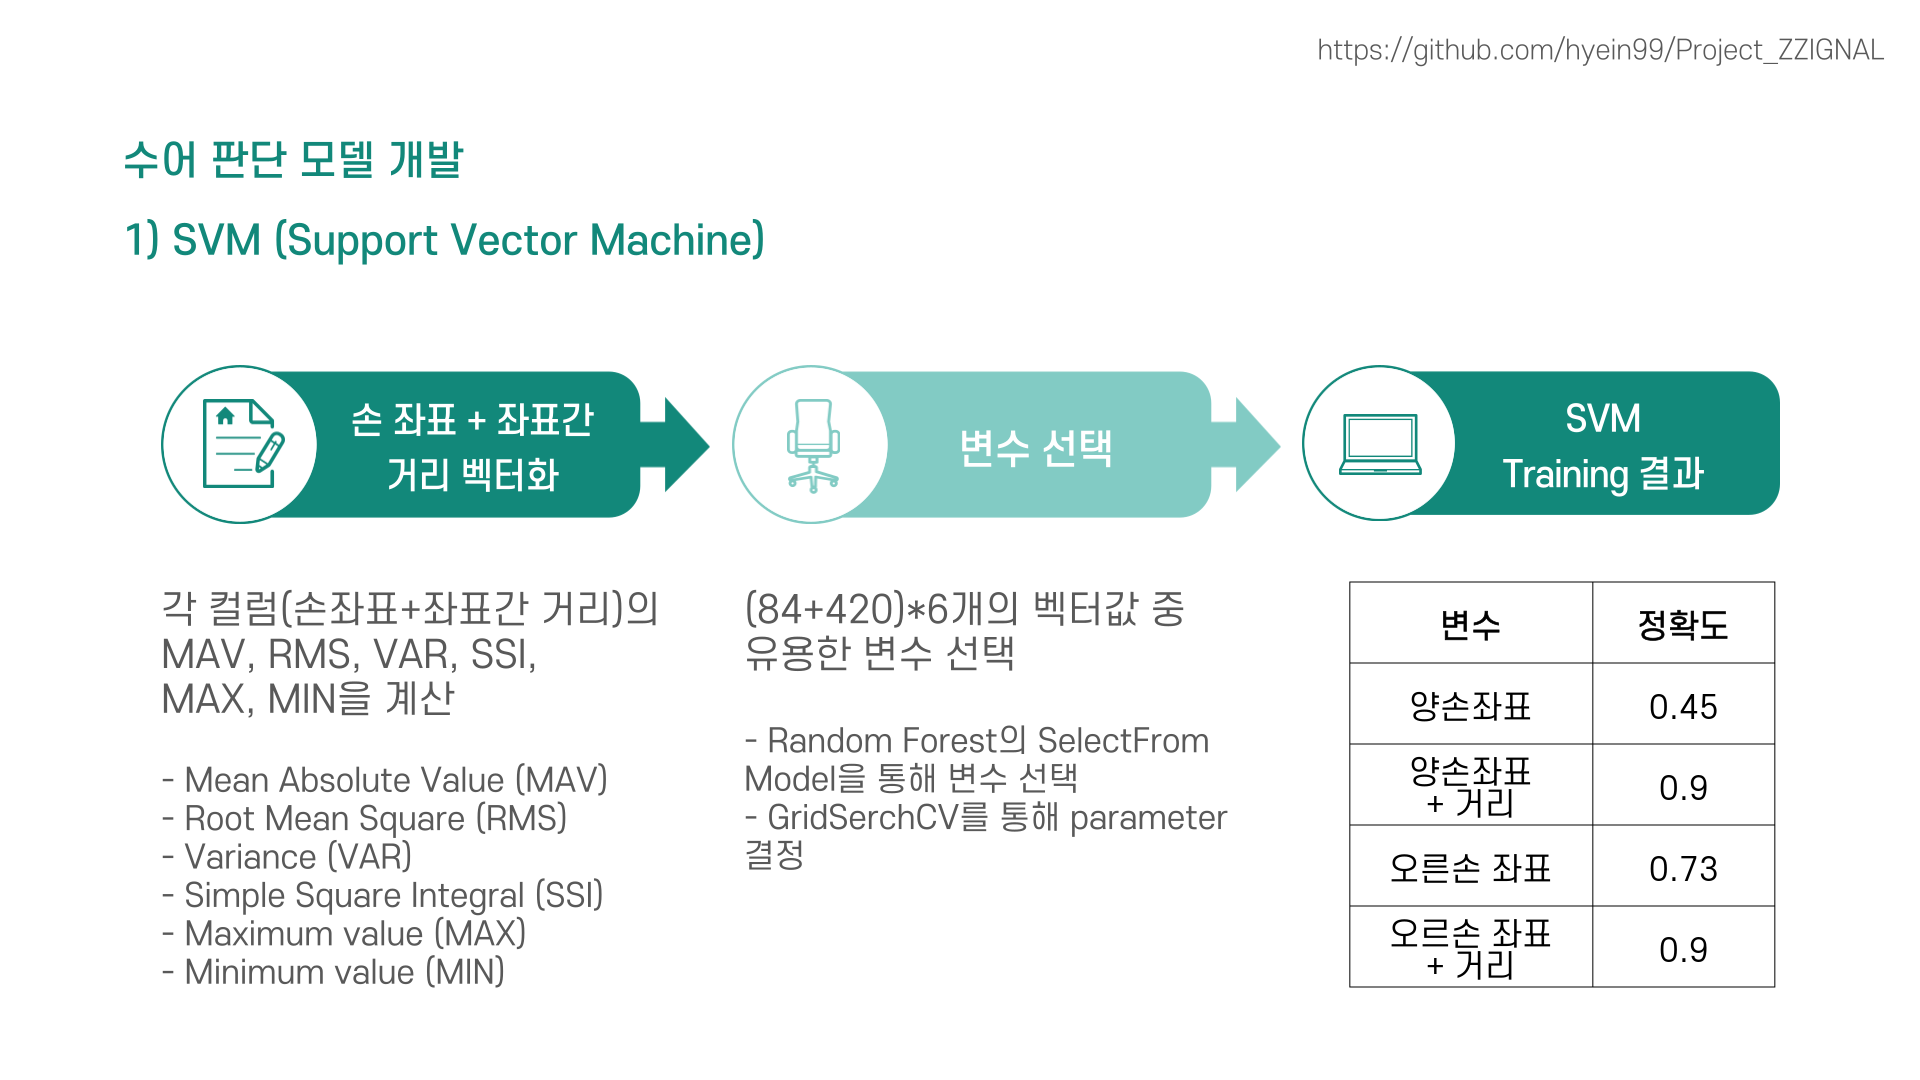 https://github.com/hyein99/Project_ZZIGNAL
수어 판단 모델 개발
1) SVM (Support Vector Machine)
손 좌표 + 좌표간
거리 벡터화
변수 선택
SVM
Training 결과
각 컬럼(손좌표+좌표간 거리)의
MAV, RMS, VAR, SSI,
MAX, MIN을 계산
- Mean Absolute Value (MAV)
- Root Mean Square (RMS)
- Variance (VAR)
- Simple Square Integral (SSI)
- Maximum value (MAX)
- Minimum value (MIN)
(84+420)*6개의 벡터값 중
유용한 변수 선택
- Random Forest의 SelectFrom
Model을 통해 변수 선택
- GridSerchCV를 통해 parameter
결정
변수 정확도
양손좌표 0.45
양손좌표
+ 거리 0.9
오른손 좌표 0.73
오르손 좌표
+ 거리 0.9